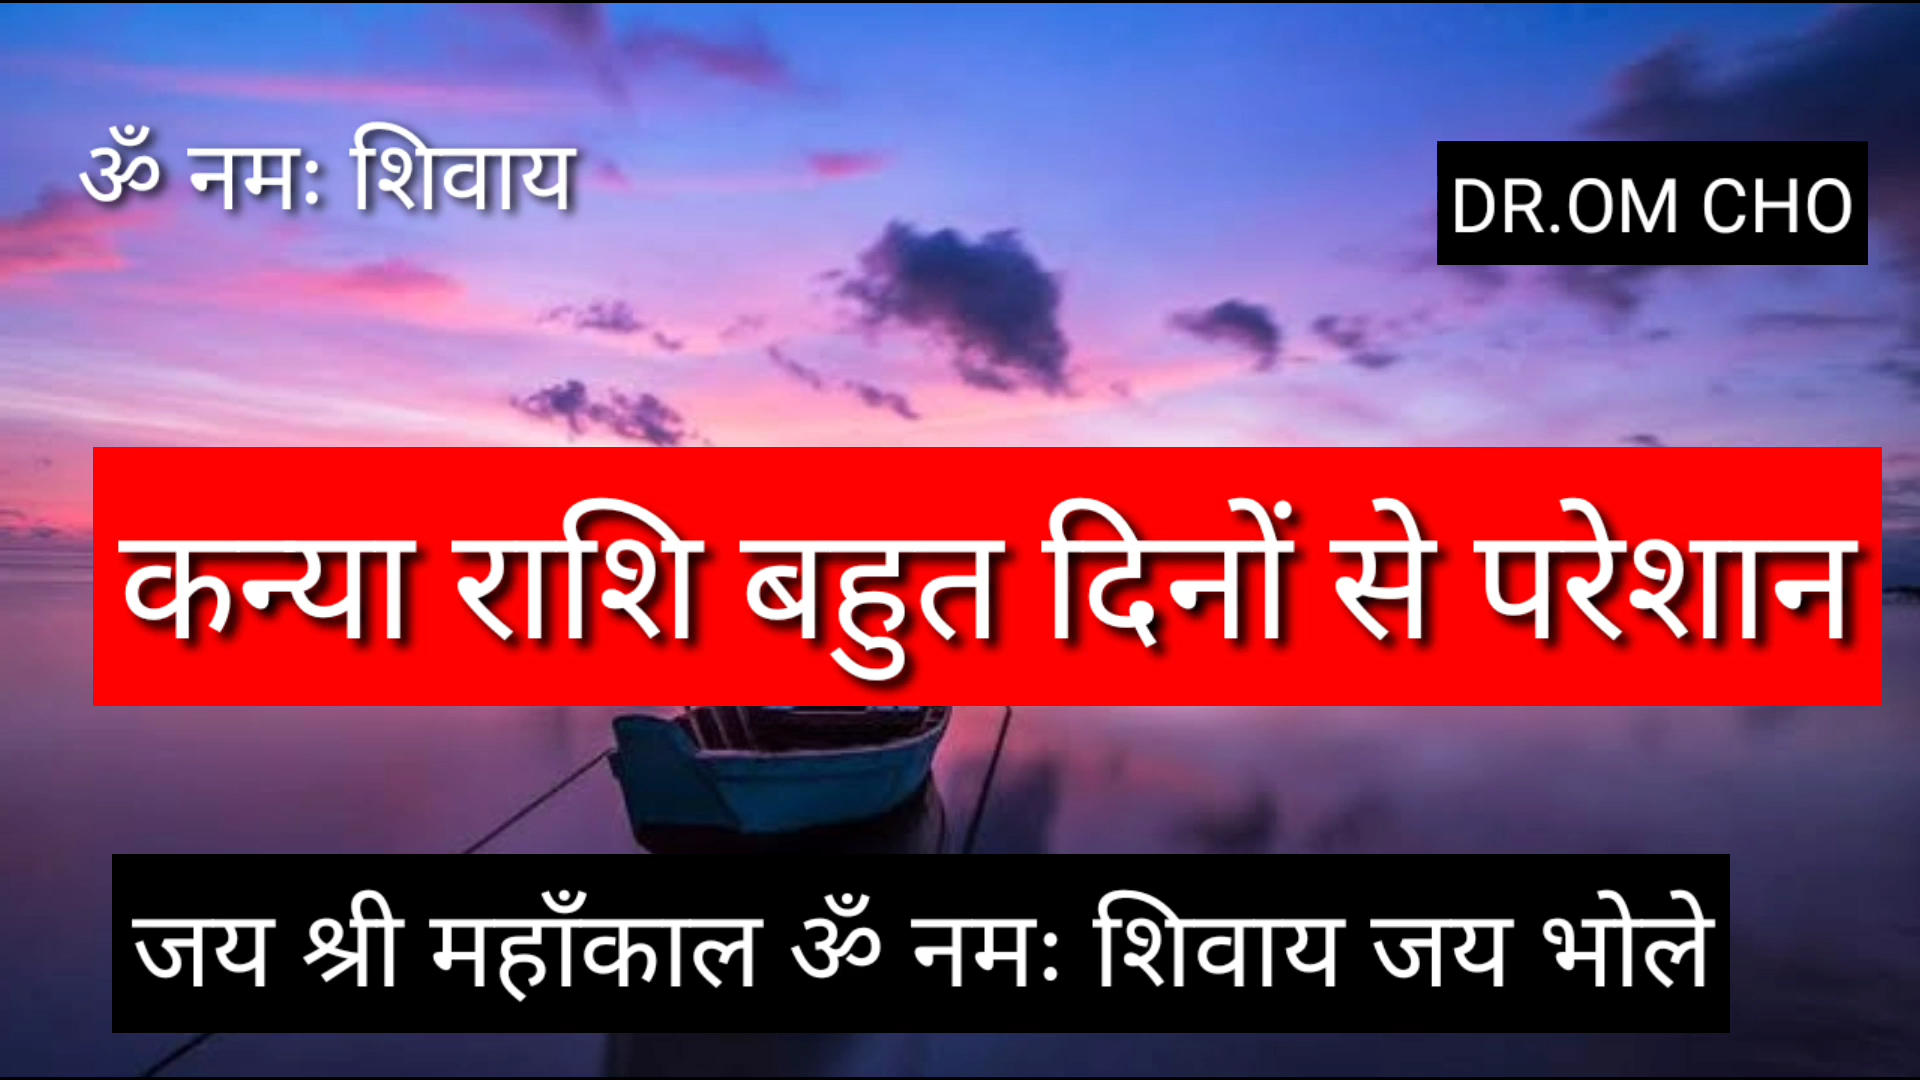 ॐ नमः शिवाय
DR.OM CHO
कन्या राशि बहुत दिनों से परेशान
जय श्री महाँकाल ॐ नमः शिवाय जय भोले